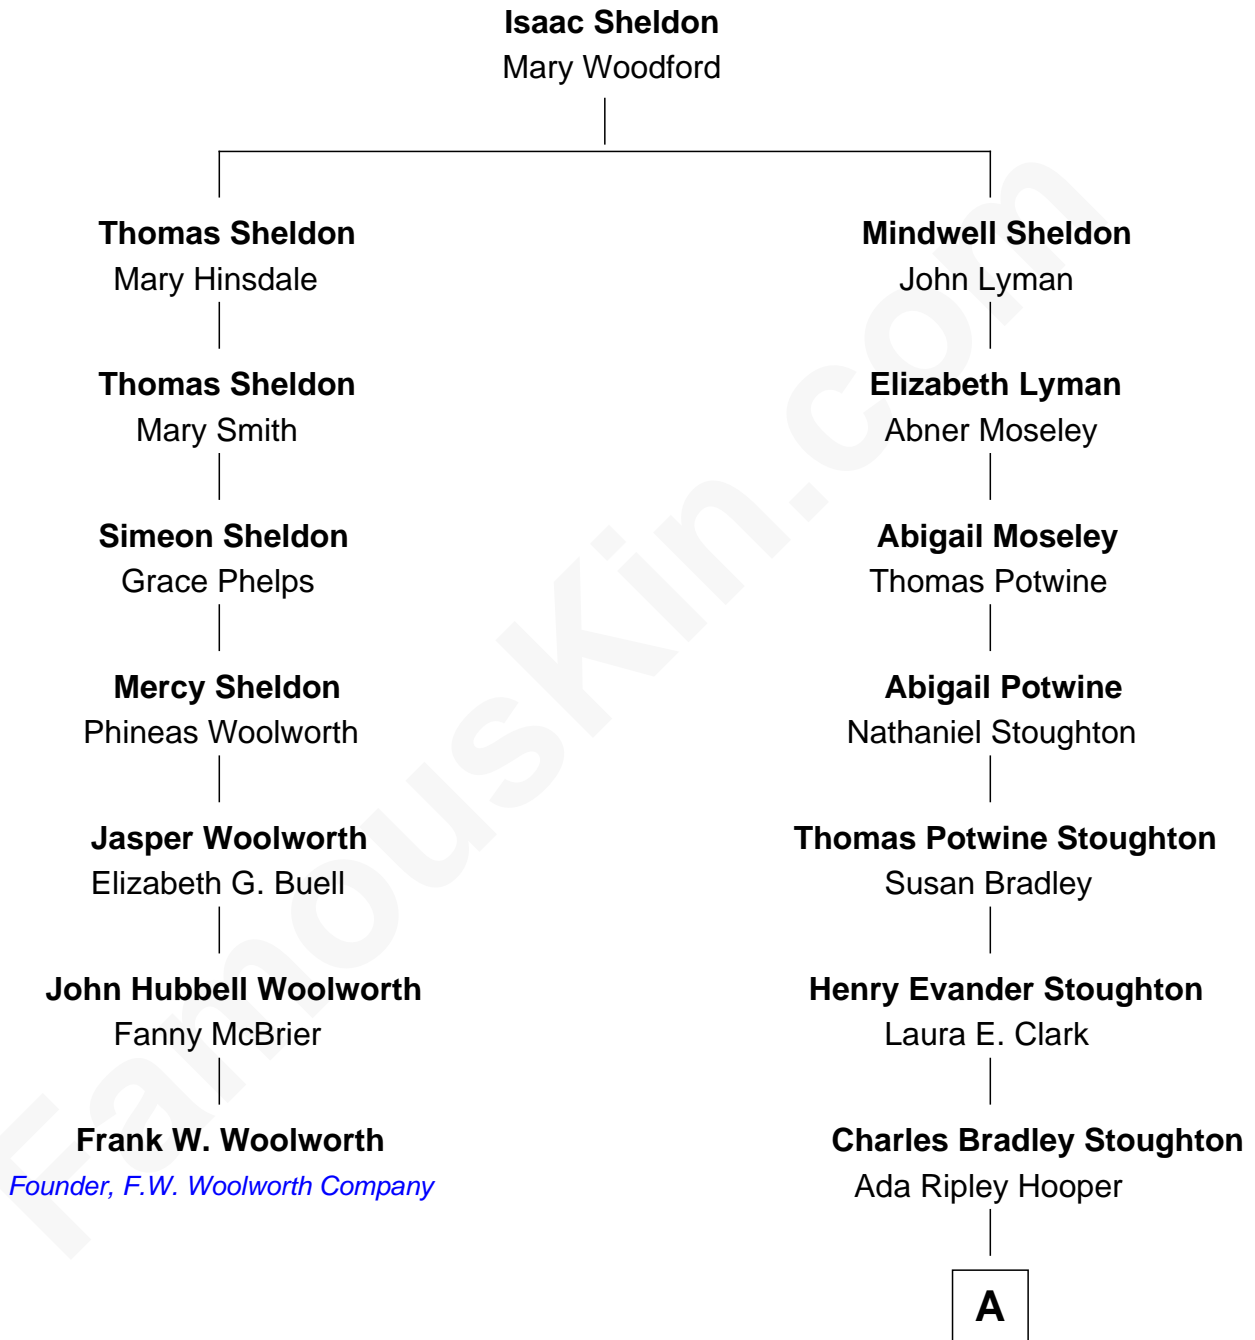 Isaac Sheldon
Mary Woodford
Thomas Sheldon
Mary Hinsdale
Mindwell Sheldon
John Lyman
Thomas Sheldon
Mary Smith
Elizabeth Lyman
Abner Moseley
Simeon Sheldon
Grace Phelps
Abigail Moseley
Thomas Potwine
Mercy Sheldon
Phineas Woolworth
Abigail Potwine
Nathaniel Stoughton
Jasper Woolworth
Elizabeth G. Buell
Thomas Potwine Stoughton
Susan Bradley
John Hubbell Woolworth
Fanny McBrier
Henry Evander Stoughton
Laura E. Clark
Frank W. Woolworth
Founder, F.W. Woolworth Company
Charles Bradley Stoughton
Ada Ripley Hooper
A
FamousKin.com